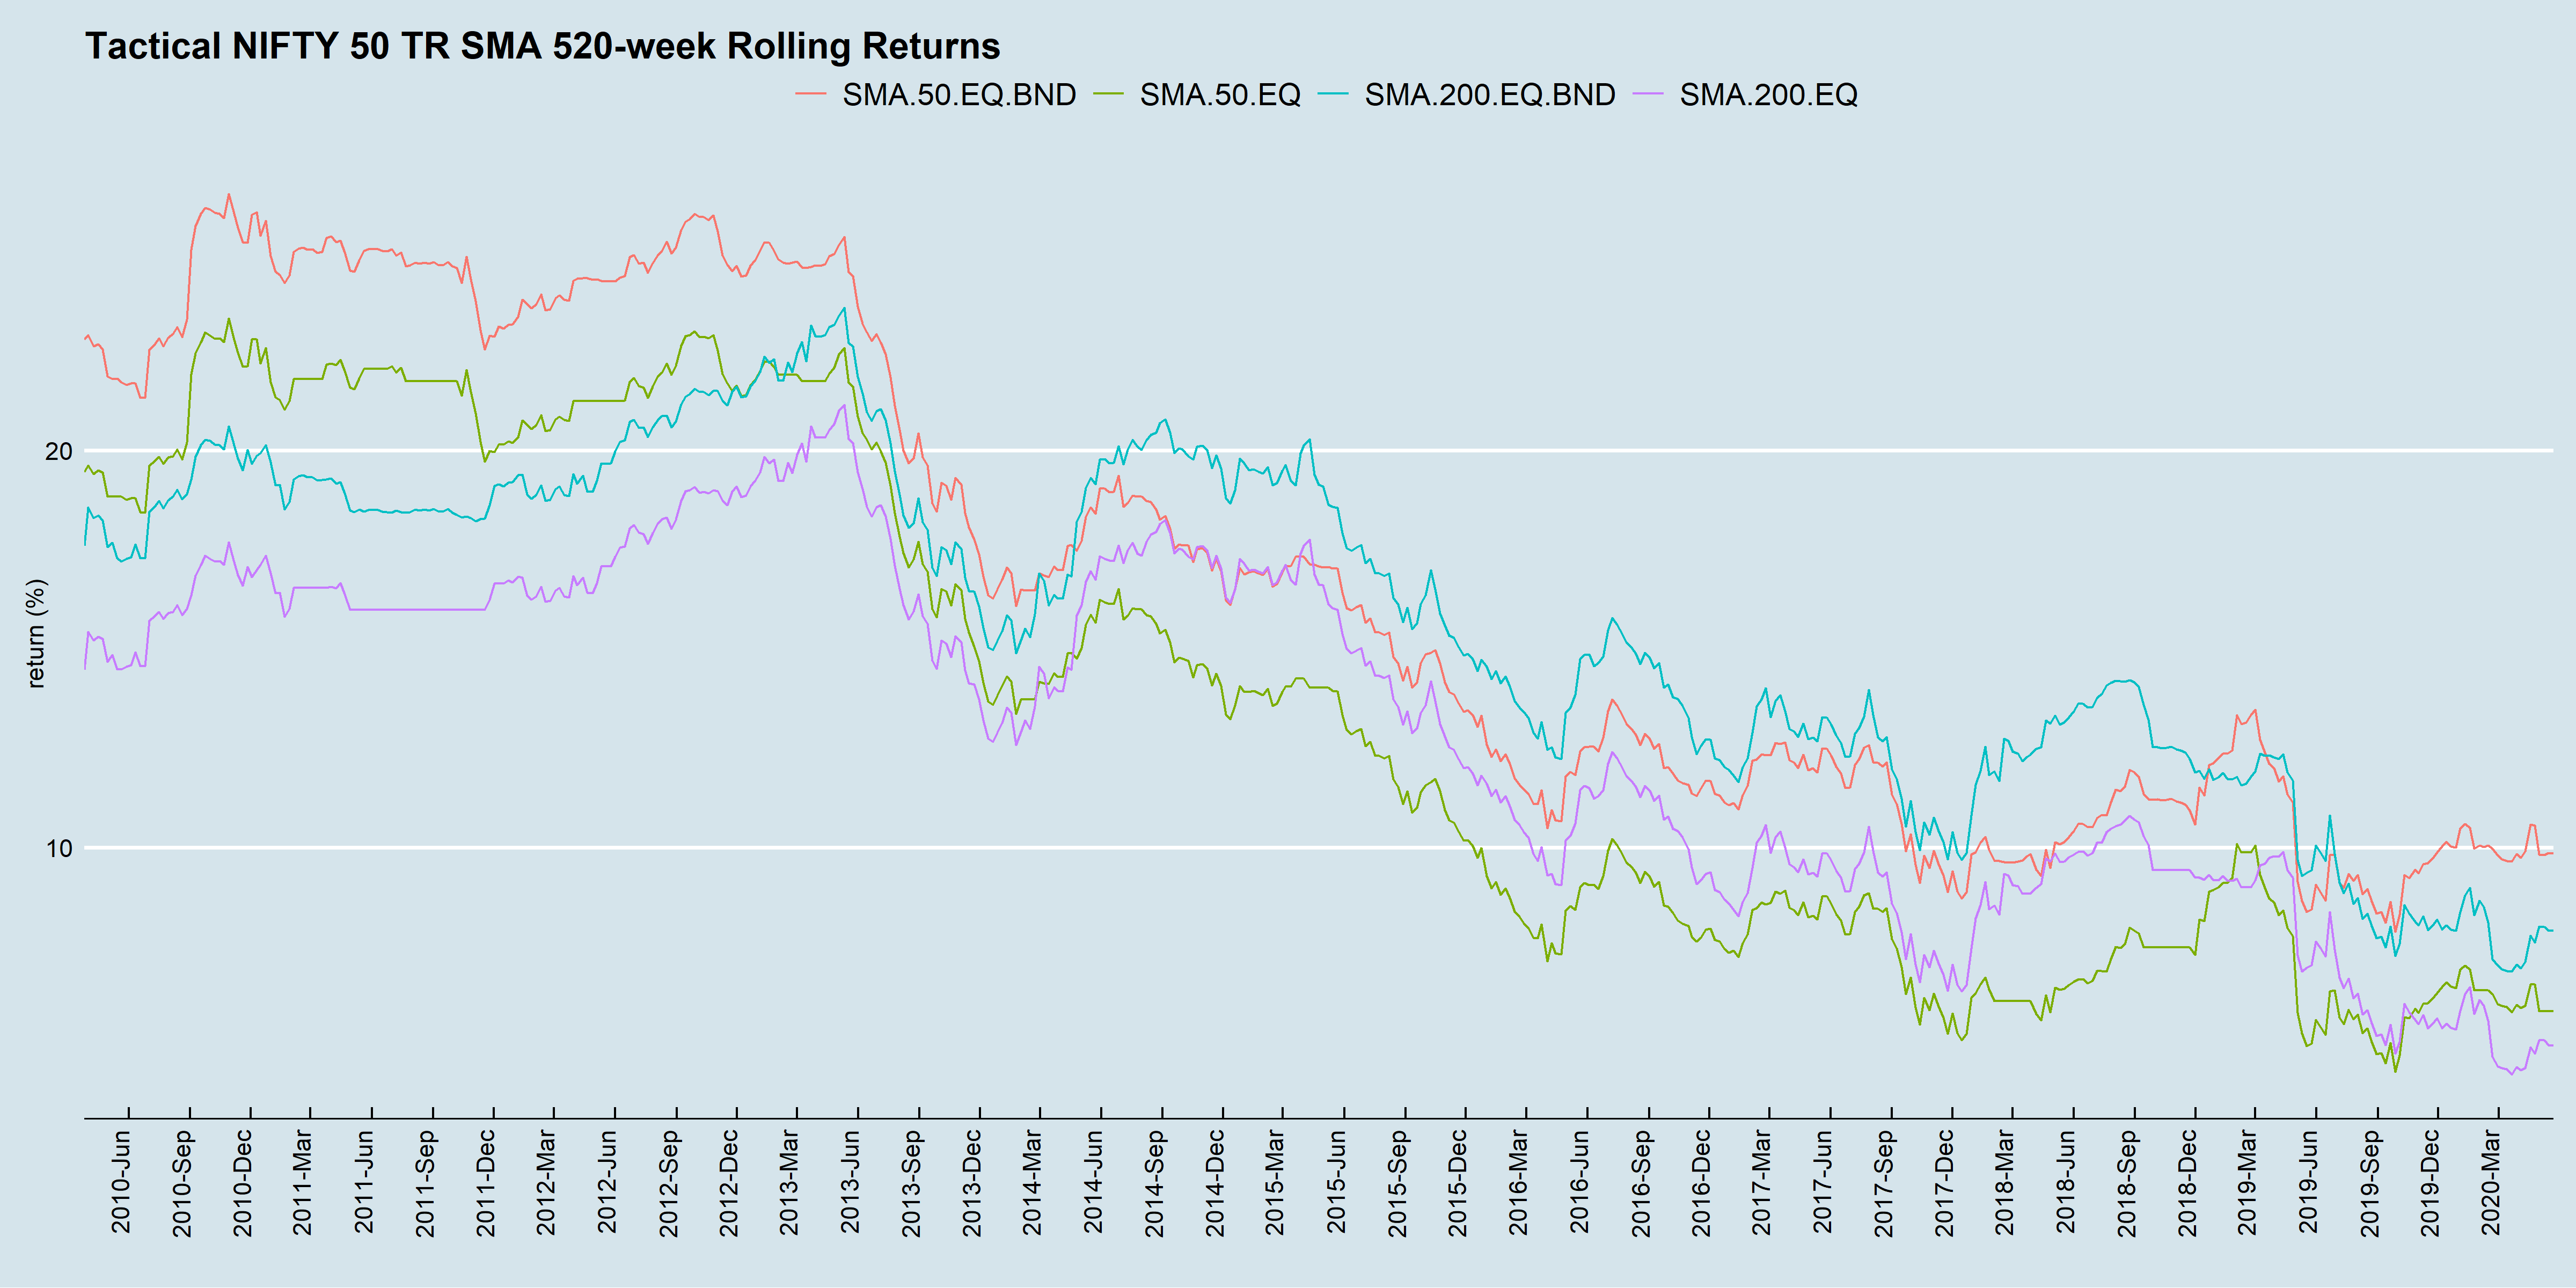 Tactical NIFTY 50 TR SMA 520-week Rolling Returns
SMA.50.EQ.BND SMA.50.EQ SMA.200.EQ.BND SMA.200.EQ
return (%)
20
10
2010-Jun
2010-Sep
2010-Dec
2011-Mar
2011-Jun
2011-Sep
2011-Dec
2012-Mar
2012-Jun
2012-Sep
2012-Dec
2013-Mar
2013-Jun
2013-Sep
2013-Dec
2014-Mar
2014-Jun
2014-Sep
2014-Dec
2015-Mar
2015-Jun
2015-Sep
2015-Dec
2016-Mar
2016-Jun
2016-Sep
2016-Dec
2017-Mar
2017-Jun
2017-Sep
2017-Dec
2018-Mar
2018-Jun
2018-Sep
2018-Dec
2019-Mar
2019-Jun
2019-Sep
2019-Dec
2020-Mar